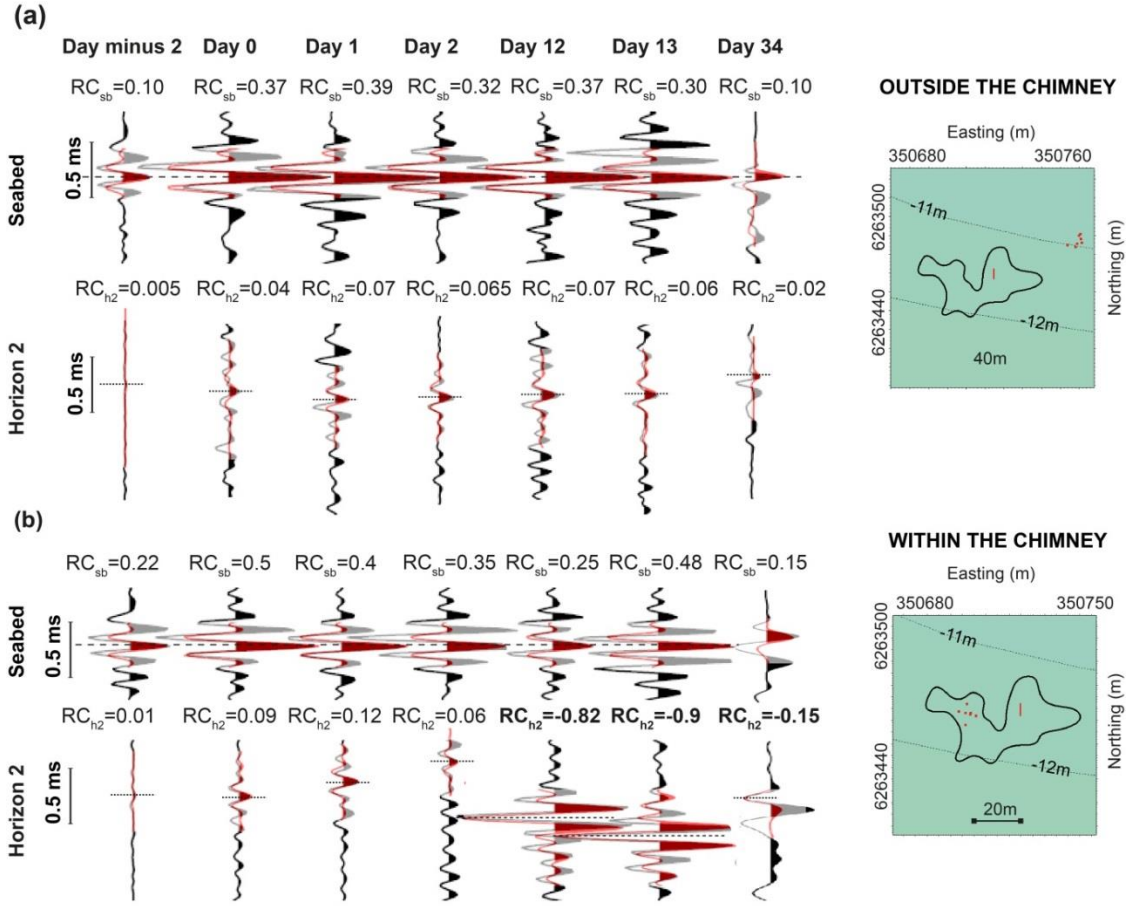 (a)
Day minus 2 Day 0 Day 1 Day 2 Day 12 Day 13 Day 34
RCsb=0.10 RCsb=0.37 RCsb=0.39 RCsb=0.32 RCsb=0.37 RCsb=0.30 RCsb=0.10
Seabed
0.5 ms
RCh2=0.005 RCh2=0.04 RCh2=0.07 RCh2=0.065 RCh2=0.07 RCh2=0.06 RCh2=0.02
Horizon 2
0.5 ms
OUTSIDE THE CHIMNEY
Easting (m)
350680 350760
6263500
6263440
Northing (m)
-11m
-12m
40m
(b)
RCsb=0.22 RCsb=0.5 RCsb=0.4 RCsb=0.35 RCsb=0.25 RCsb=0.48 RCsb=0.15
Seabed
0.5 ms
RCh2=0.01 RCh2=0.09 RCh2=0.12 RCh2=0.06 RCh2=-0.82 RCh2=-0.9 RCh2=-0.15
Horizon 2
0.5 ms
WITHIN THE CHIMNEY
Easting (m)
350680 350750
6263500
6263440
Northing (m)
-11m
-12m
20m